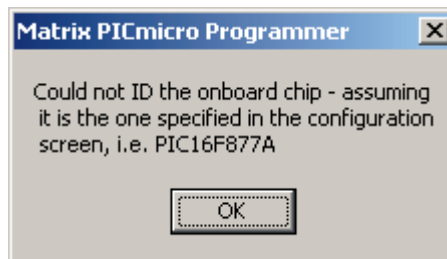 Matrix PICmicro Programmer
Could not ID the onboard chip - assuming
it is the one specified in the configuration
screen, i.e. PIC16F877A
OK